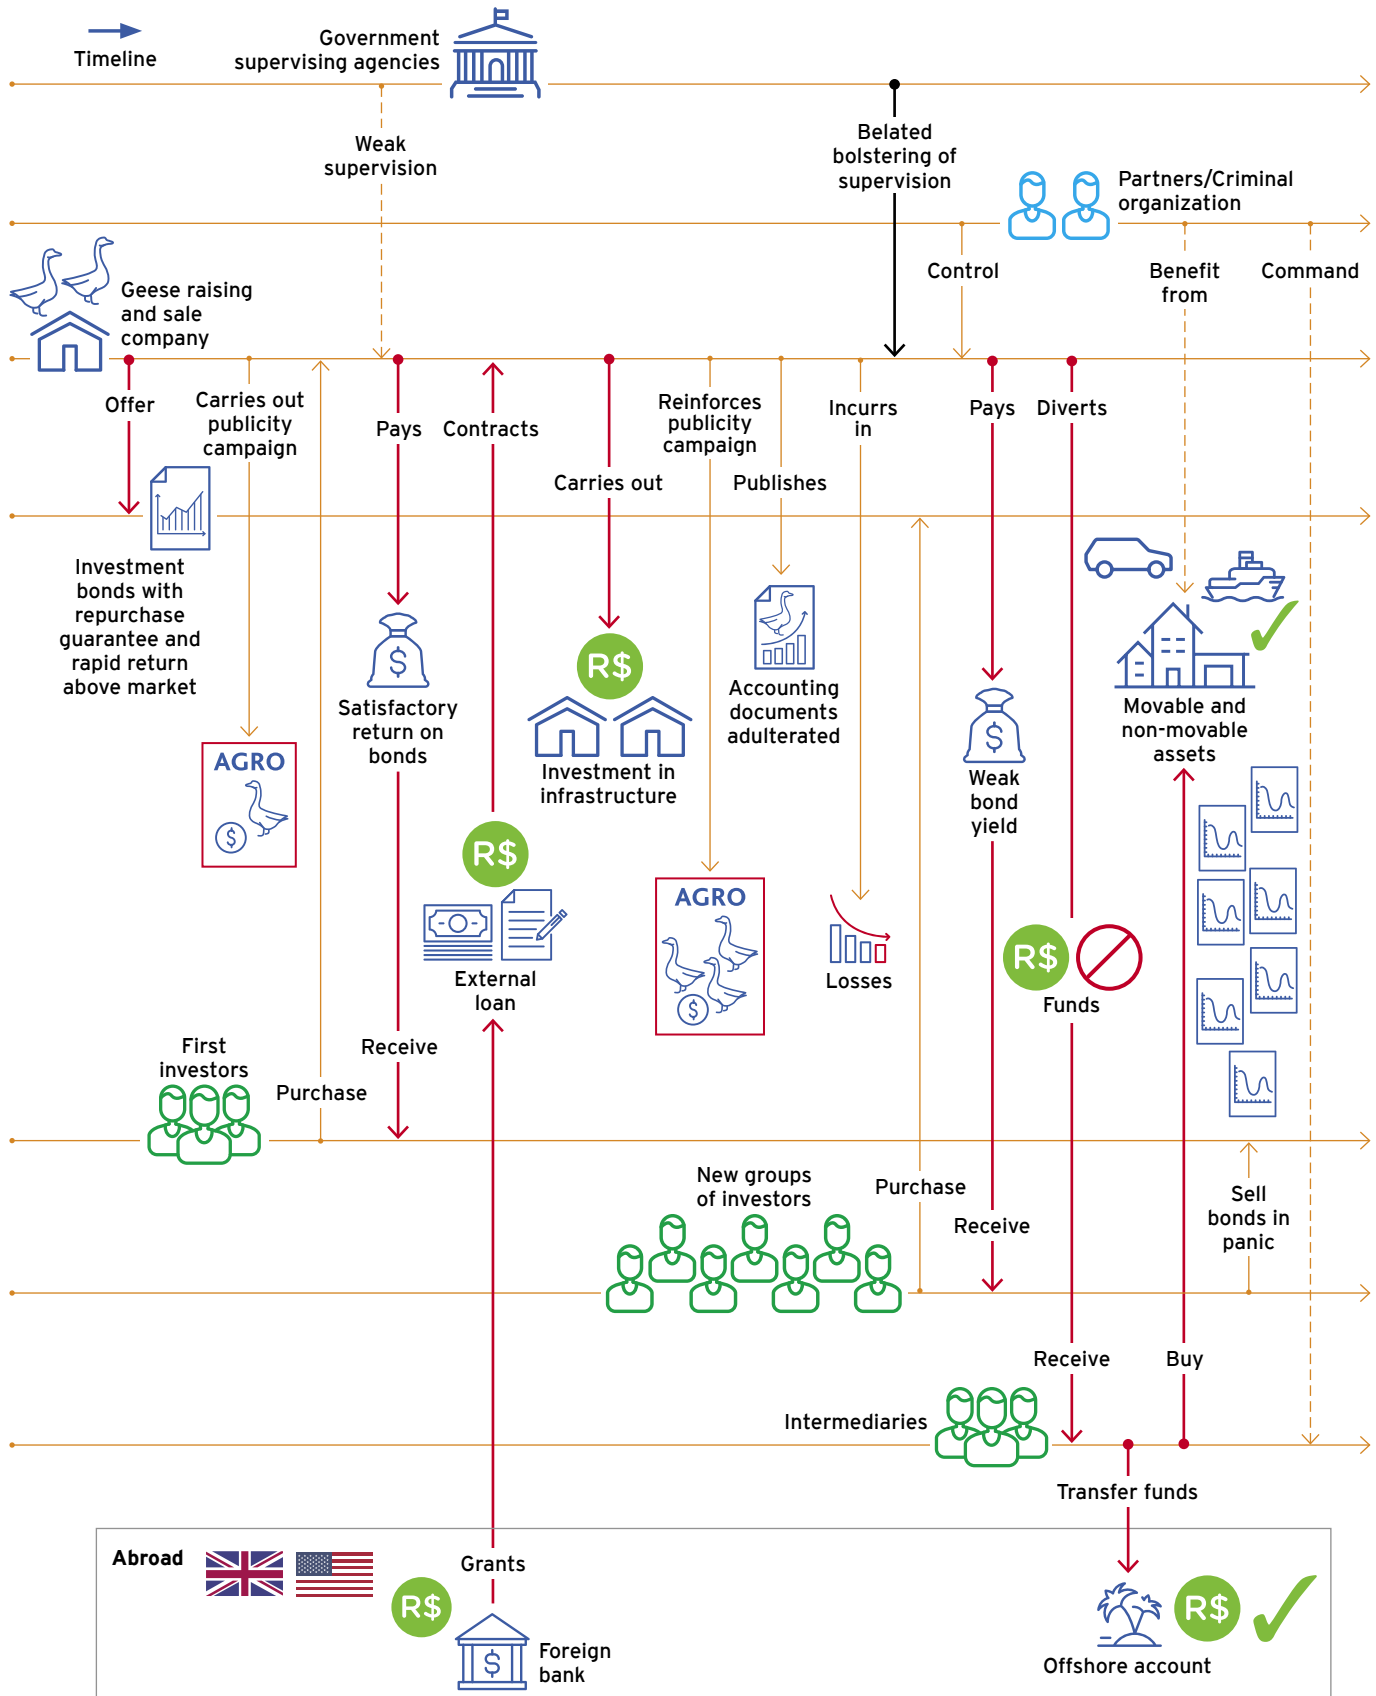 Timeline
Government
supervising agencies
Weak
supervision
Belated
bolstering of
supervision
Partners/Criminal
organization
Control
Benefit
from
Command
Geese raising
and sale
company
Offer
Carries out
publicity
campaign
Pays
Contracts
Carries out
Reinforces
publicity
campaign
Publishes
Incurrs
in
Pays
Diverts
Investment
bonds with
repurchase
guarantee and
rapid return
above market
$
Satisfactory
return on
bonds
R$
Investment in
infrastructure
Accounting
documents
adulterated
$
Weak
bond
yield
Movable and
non-movable
assets
AGRO
$
R$
External
loan
AGRO
$
Losses
R$
Funds
First
investors
Purchase
Receive
New groups
of investors
Purchase
Receive
Sell
bonds in
panic
Receive
Buy
Intermediaries
Transfer funds
Abroad
Grants
R$
$
Foreign
bank
R$
Offshore account